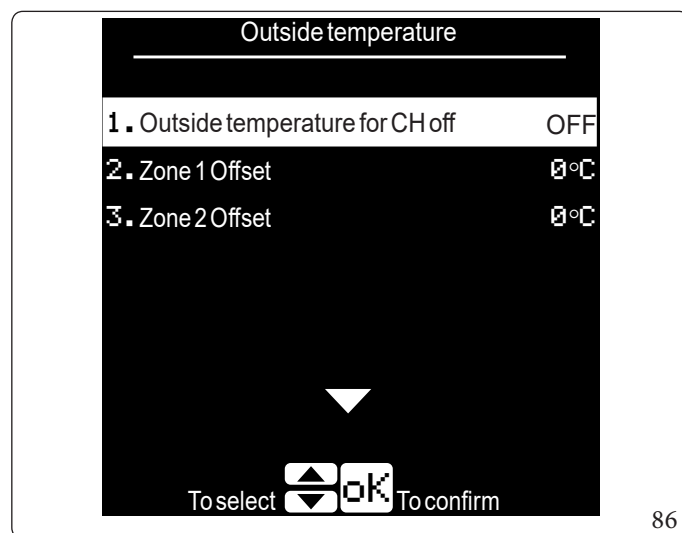 Outside temperature
1. Outside temperature for CH off OFF
2. Zone 1 Offset 0°C
3. Zone 2 Offset 0°C
To select oK To confirm
86